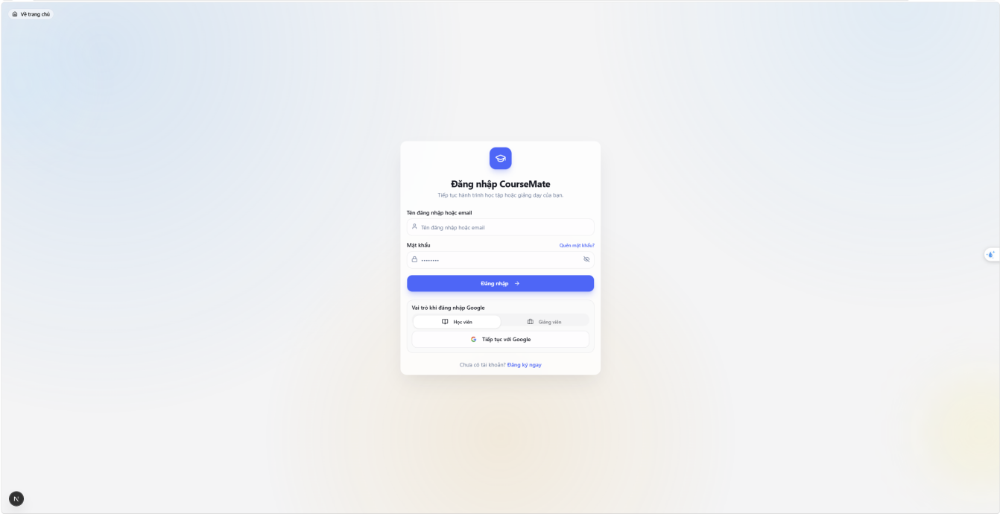 Về trang chủ
Đăng nhập CourseMate
Tiếp tục hành trình học tập hoặc giảng dạy của bạn.
Tên đăng nhập hoặc email
Tên đăng nhập hoặc email
Mật khẩu
Quên mật khẩu?
••••••••
Đăng nhập →
Vai trò khi đăng nhập Google
Học viên
Giảng viên
G Tiếp tục với Google
Chưa có tài khoản? Đăng ký ngay
N